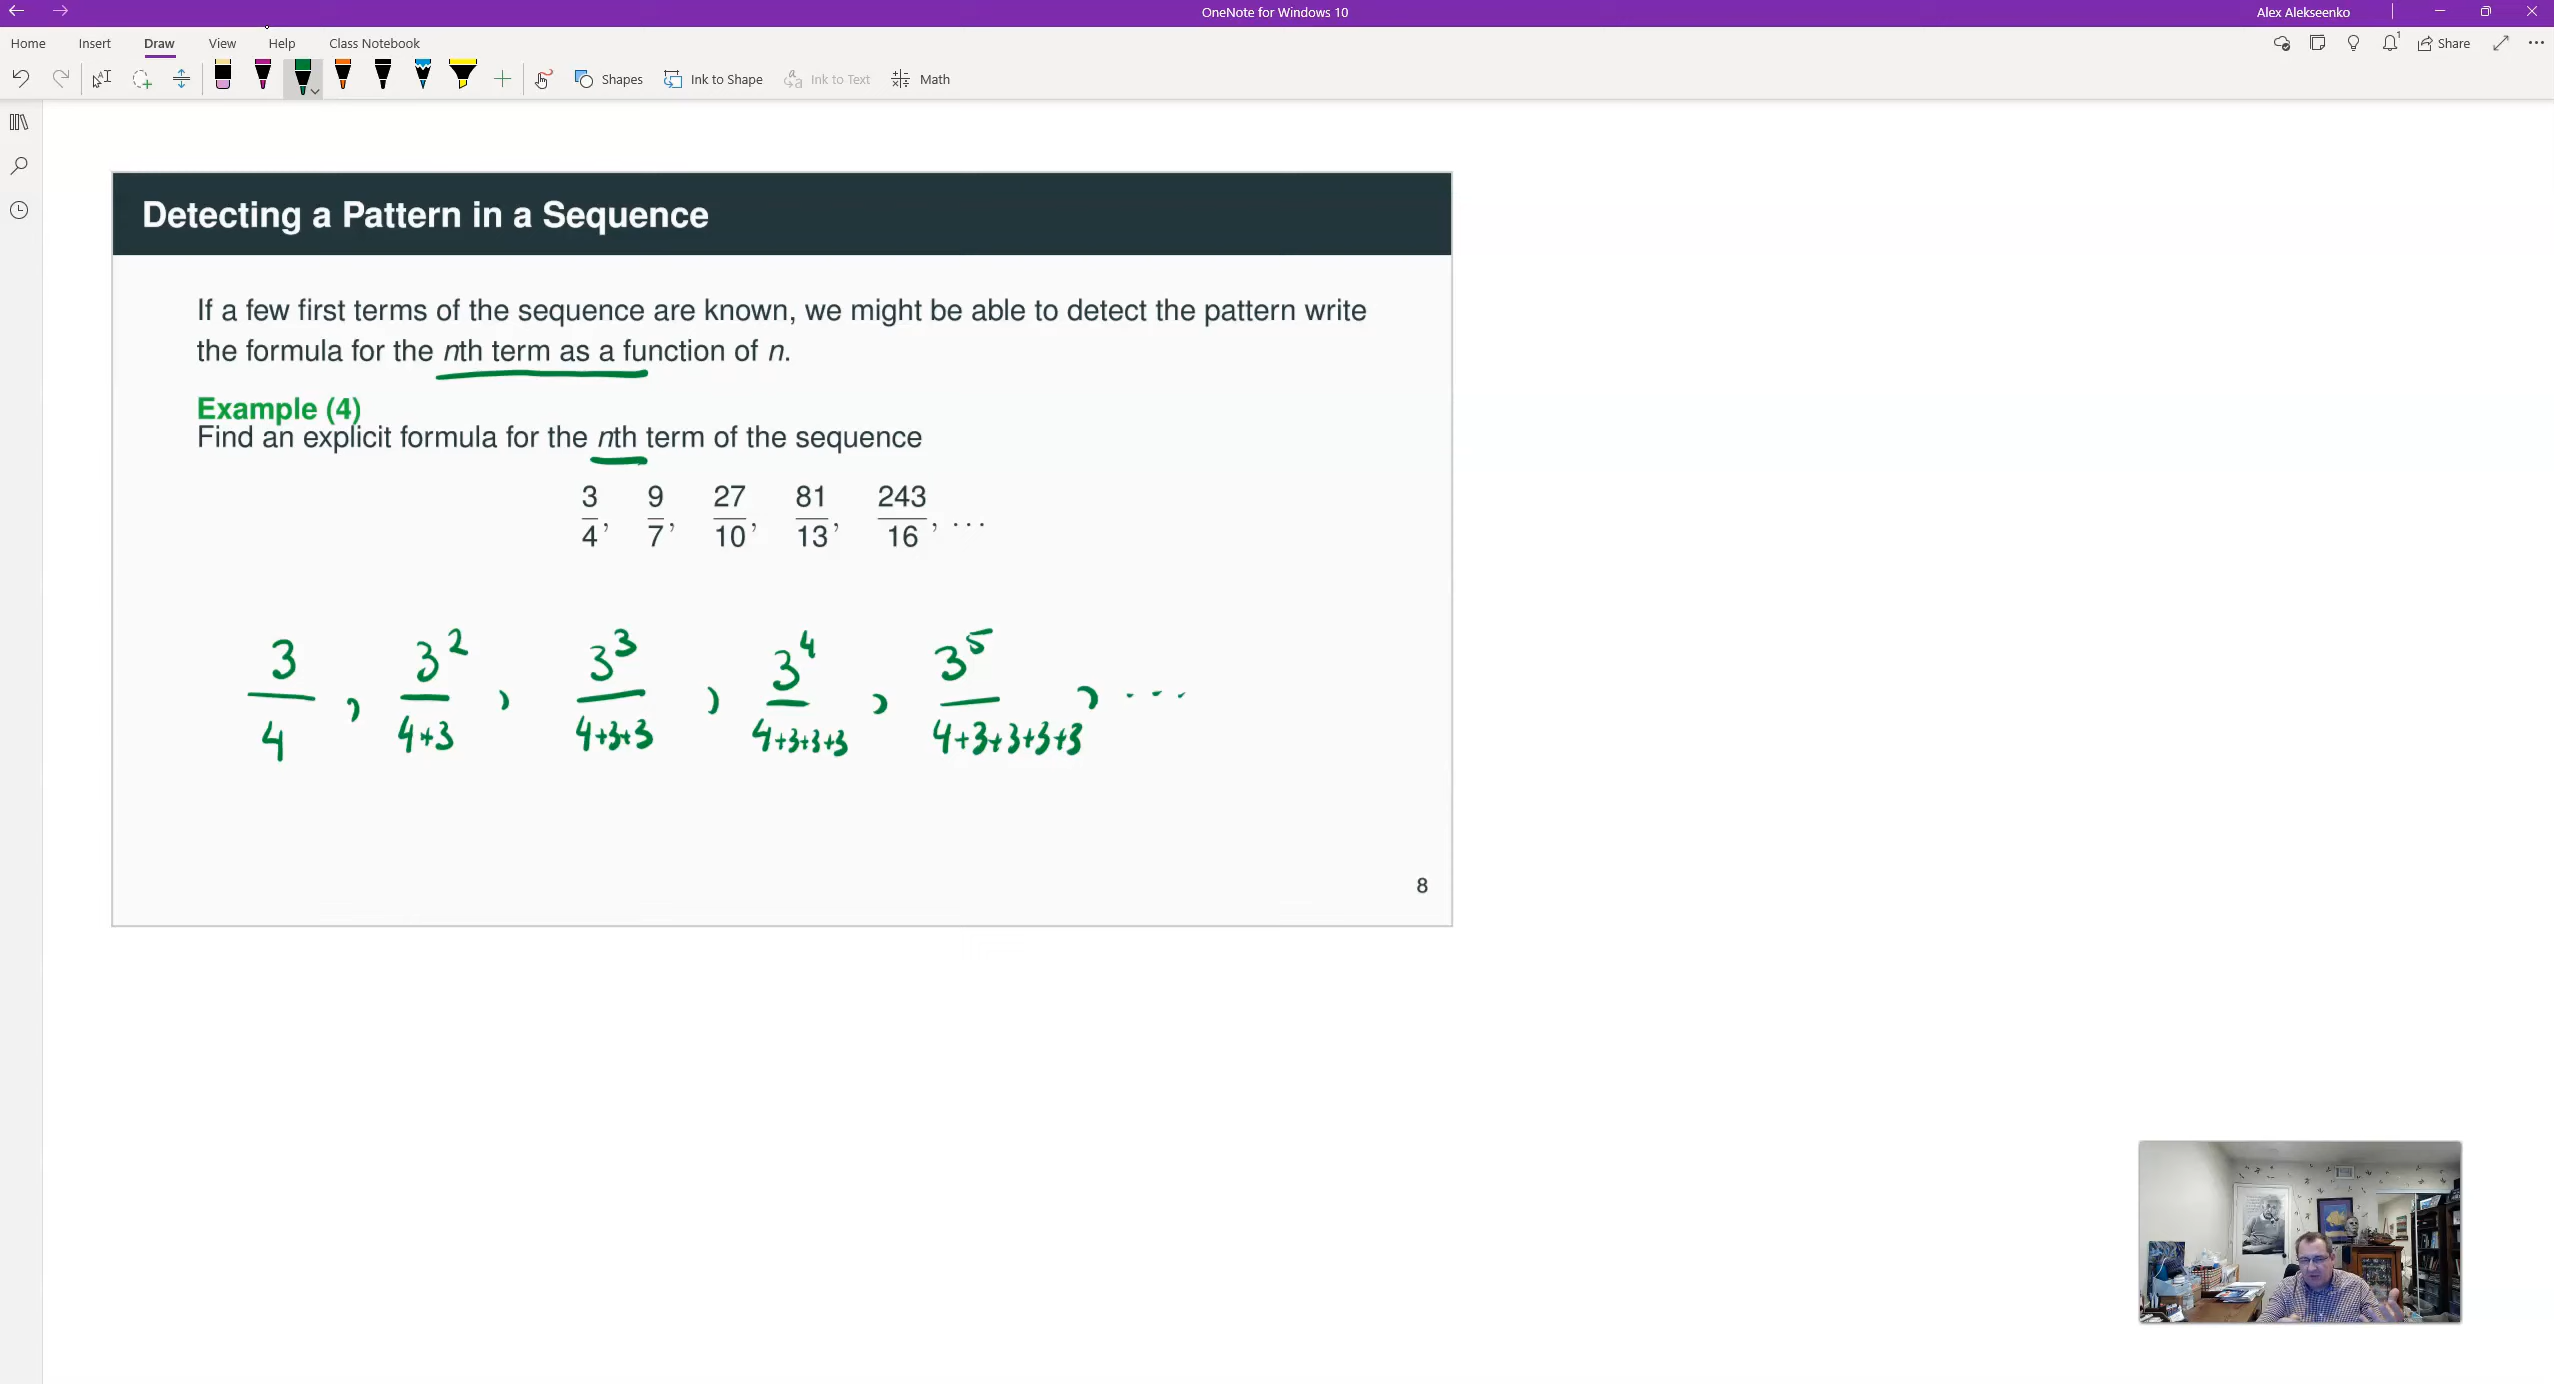 OneNote for Windows 10
Alex Alekseenko
Home Insert Draw View Help Class Notebook
1 Share
Shapes Ink to Shape Ink to Text Math
Detecting a Pattern in a Sequence
If a few first terms of the sequence are known, we might be able to detect the pattern write
the formula for the nth term as a function of n.
Example (4)
Find an explicit formula for the nth term of the sequence
3/4, 9/7, 27/10, 81/13, 243/16, ...
3/4, 3^2/(4+3), 3^3/(4+3+3), 3^4/(4+3+3+3), 3^5/(4+3+3+3+3), ...
8